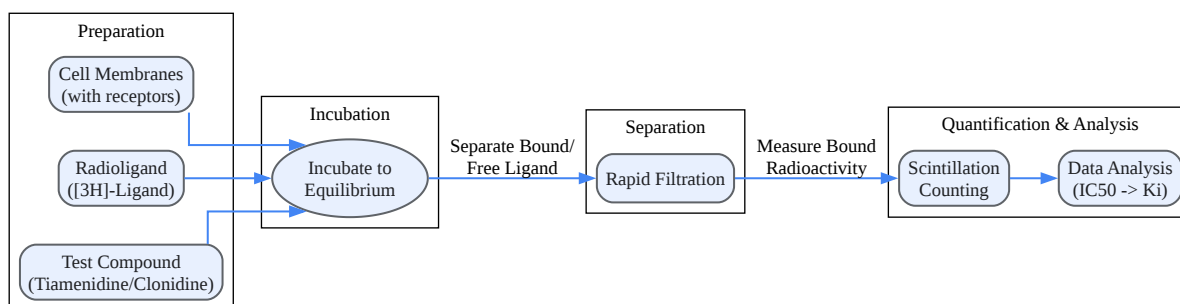 Preparation
Cell Membranes
(with receptors)
Radioligand
([3H]-Ligand)
Test Compound
(Tiamenidine/Clonidine)
Incubation
Incubate to
Equilibrium
Separate Bound/
Free Ligand
Separation
Rapid Filtration
Measure Bound
Radioactivity
Quantification & Analysis
Scintillation
Counting
Data Analysis
(IC50 -> Ki)